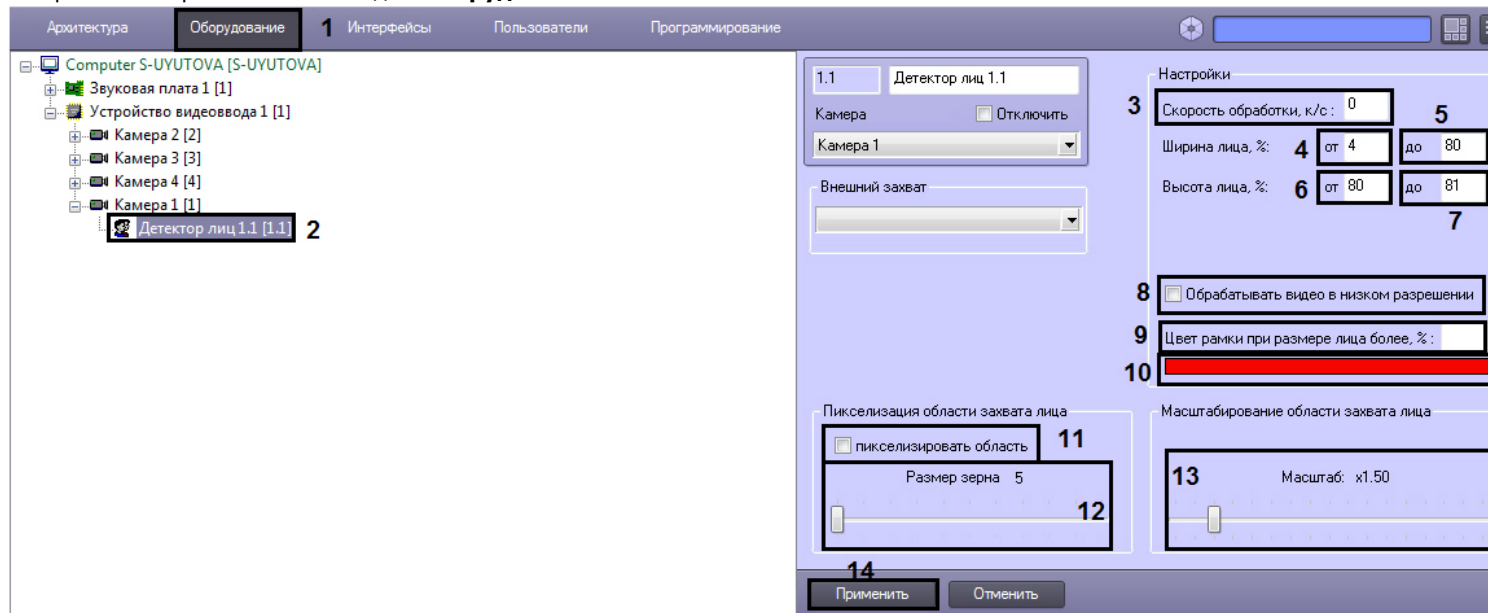 Архитектура Оборудование 1 Интерфейсы Пользователи Программирование
Computer S-UYUTOVA [S-UYUTOVA]
Звуковая плата 1 [1]
Устройство видеоввода 1 [1]
Камера 2 [2]
Камера 3 [3]
Камера 4 [4]
Камера 1 [1]
Детектор лиц 1.1 [1.1] 2
1.1 Детектор лиц 1.1
Камера Отключить
Камера 1
Внешний захват
Настройки
3 Скорость обработки, к/с : 0
5
Ширина лица, %: 4 от 4 до 80
Высота лица, %: 6 от 80 до 81
7
8 Обрабатывать видео в низком разрешении
9 Цвет рамки при размере лица более, % :
10
Пикселизация области захвата лица
пикселизировать область 11
Размер зерна 5
12
Масштабирование области захвата лица
13 Масштаб: x1.50
14
Применить Отменить